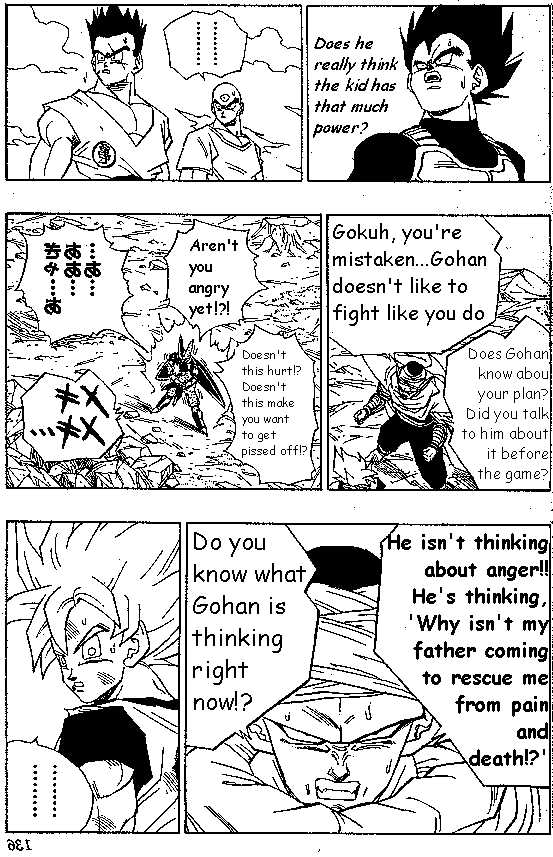 Does he
really think
the kid has
that much
power?
Aren't
you
angry
yet!?!
Doesn't
this hurt!?
Doesn't
this make
you want
to get
pissed off!?
メキ
メキ…
Gokuh, you're
mistaken...Gohan
doesn't like to
fight like you do
Does Gohan
know abou
your plan?
Did you talk
to him about
it before
the game?
Do you
know what
Gohan is
thinking
right
now!?
He isn't thinking
about anger!!
He's thinking,
'Why isn't my
father coming
to rescue me
from pain
and
death!?'
136